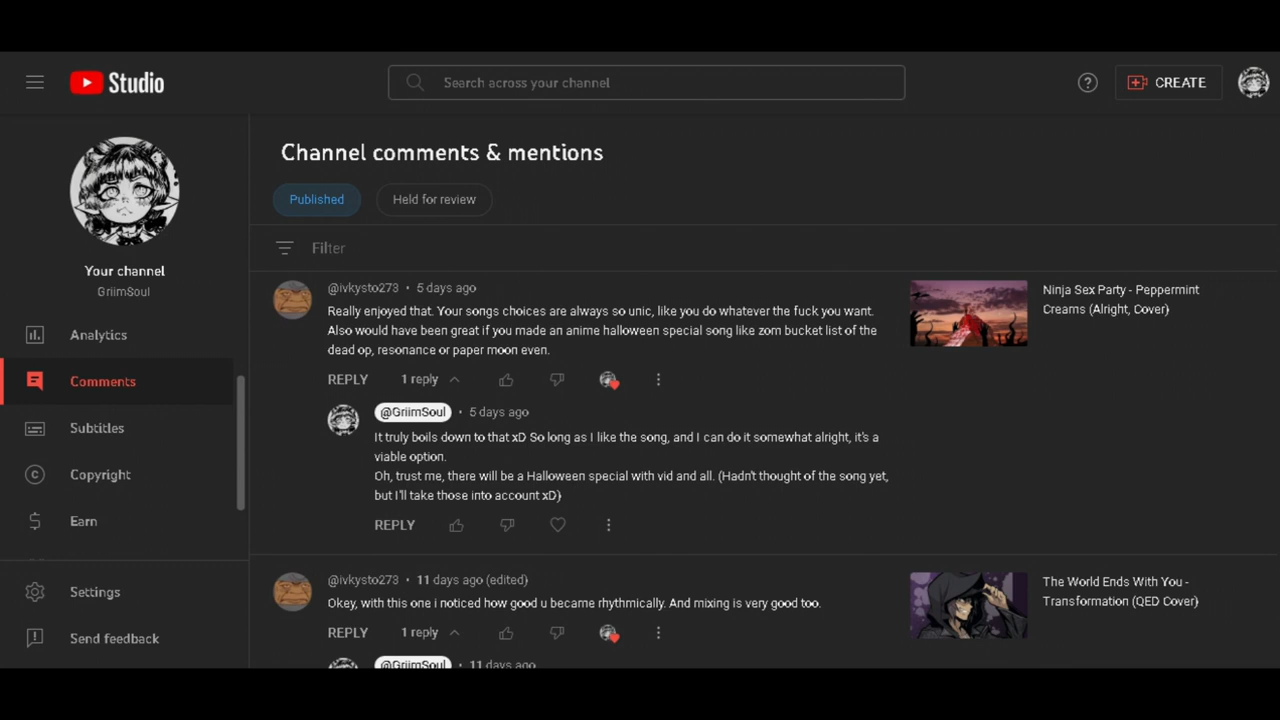 Studio
Search across your channel
CREATE
Your channel
GriimSoul
Analytics
Comments
Subtitles
Copyright
Earn
Settings
Send feedback
Channel comments & mentions
Published
Held for review
Filter
@ivkysto273 • 5 days ago
Really enjoyed that. Your songs choices are always so unic, like you do whatever the fuck you want.
Also would have been great if you made an anime halloween special song like zom bucket list of the
dead op, resonance or paper moon even.
REPLY 1 reply
Ninja Sex Party - Peppermint
Creams (Alright, Cover)
@GriimSoul • 5 days ago
It truly boils down to that xD So long as I like the song, and I can do it somewhat alright, it's a
viable option.
Oh, trust me, there will be a Halloween special with vid and all. (Hadn't thought of the song yet,
but I'll take those into account xD)
REPLY
@ivkysto273 • 11 days ago (edited)
Okey, with this one i noticed how good u became rhythmically. And mixing is very good too.
REPLY 1 reply
The World Ends With You -
Transformation (QED Cover)
@GriimSoul • 11 days ago